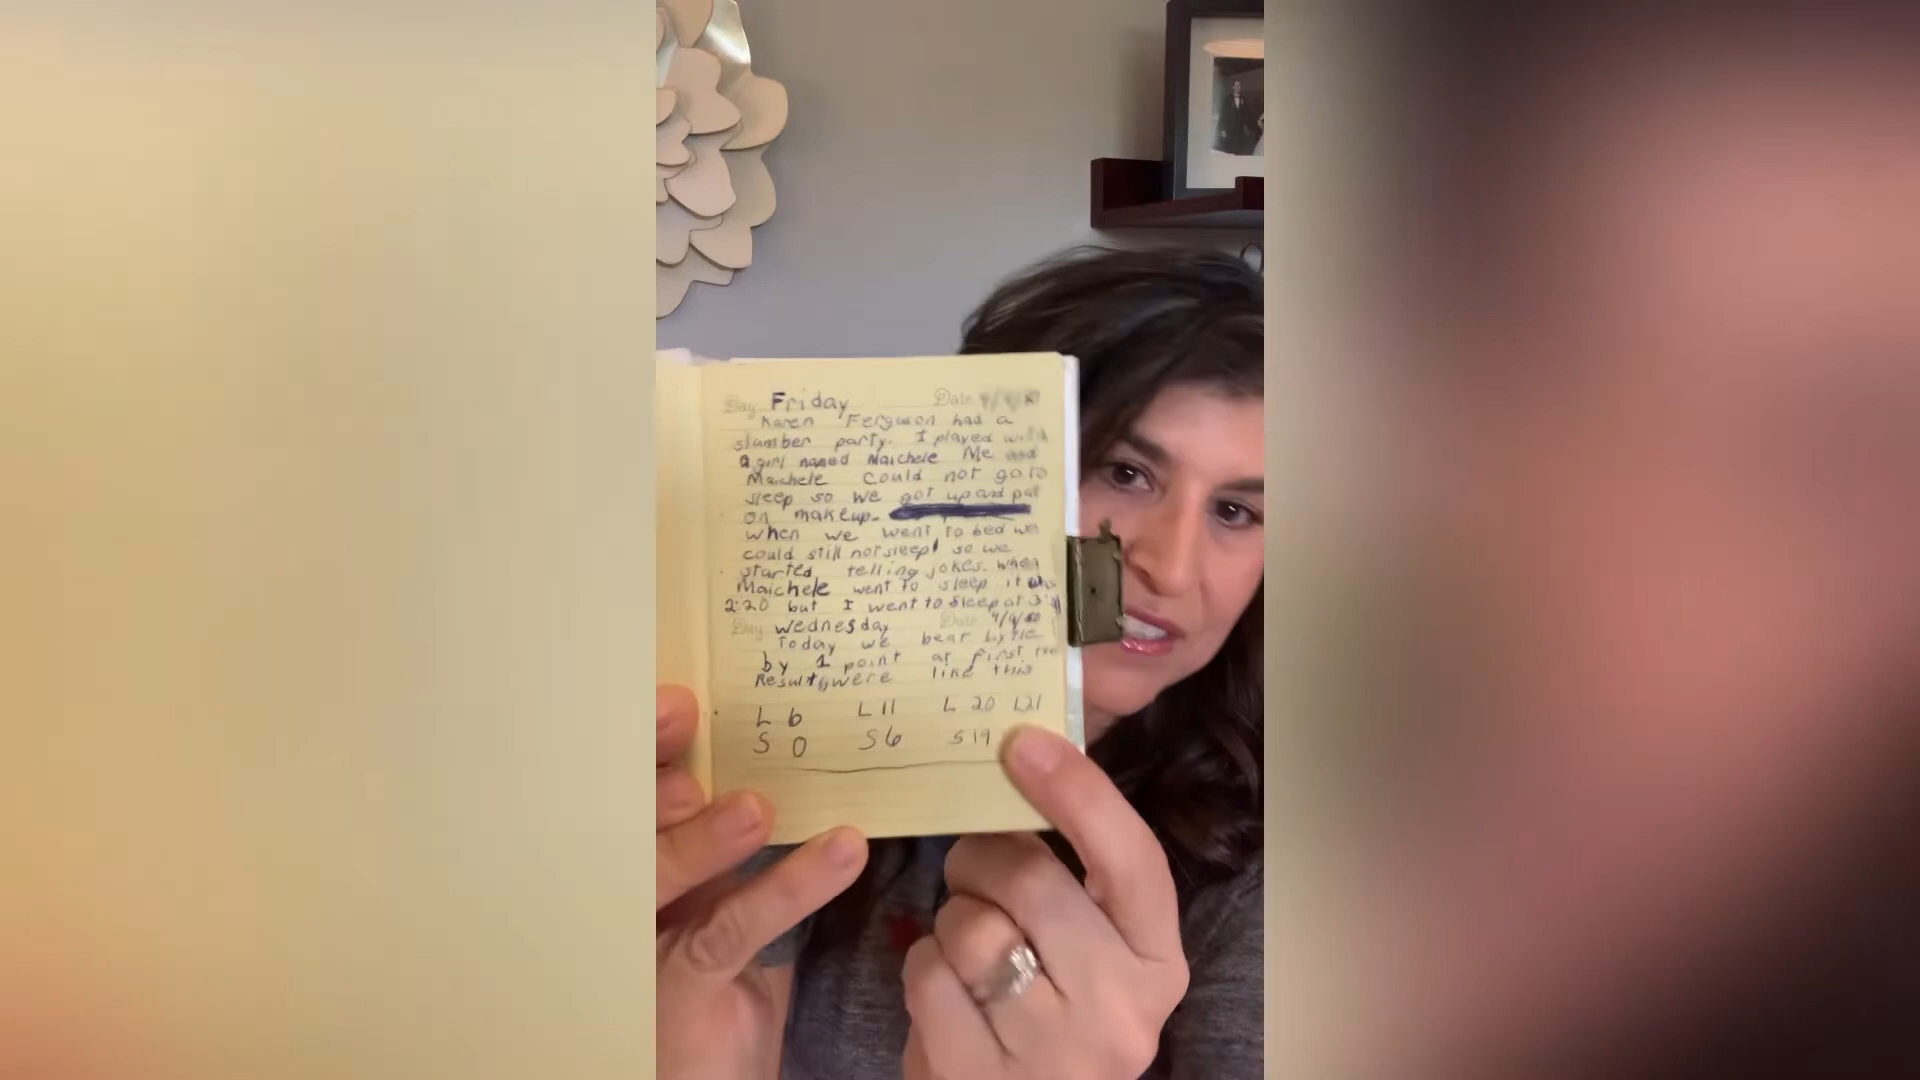 Day Friday Date
Karen Ferguson had a
slamber party. I played with
a girl named Maichele Me and
Maichele could not go to
sleep so we got up and put
on makeup.
when we went to bed we
could still not sleep so we
started telling jokes. when
Maichele went to sleep it was
2:20 but I went to sleep at
Day Wednesday Date
Today we beat
by 1 point at first the
Results were like this
L 6 L 11 L 20 L21
S 0 S 6 S 19